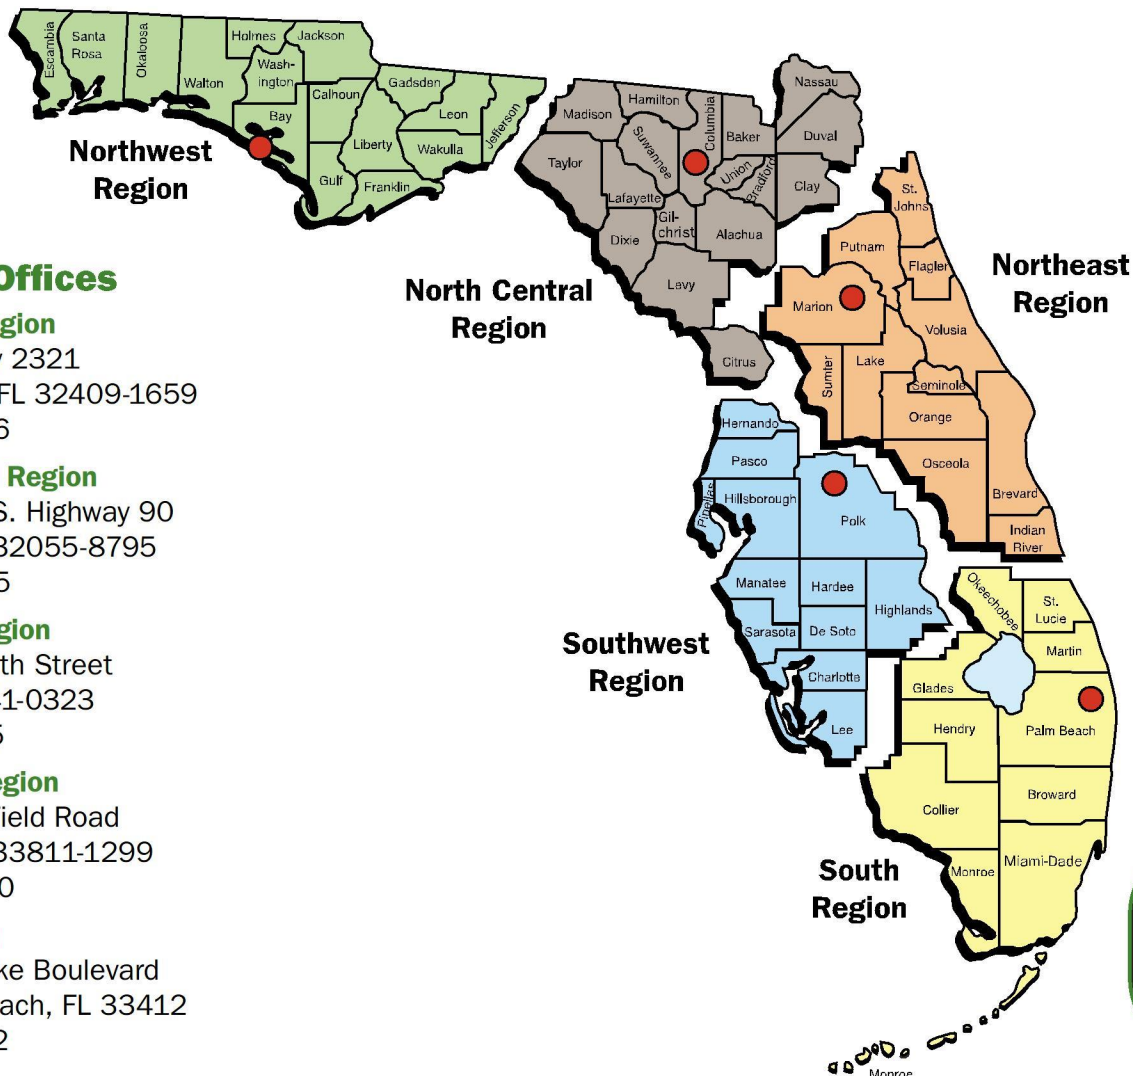 Escambia
Santa
Rosa
Okaloosa
Holmes
Jackson
Walton
Wash-
ington
Calhoun
Gadsden
Bay
Leon
Jefferson
Liberty
Wakulla
Gulf
Franklin
Northwest
Region
Madison
Hamilton
Columbia
Nassau
Baker
Duval
Taylor
Suwannee
Union
Bradford
Clay
Lafayette
Gil-
christ
Alachua
Dixie
Levy
Citrus
North Central
Region
St.
Johns
Putnam
Flagler
Marion
Volusia
Sumter
Lake
Seminole
Orange
Osceola
Brevard
Indian
River
Northeast
Region
Offices
gion
2321
FL 32409-1659
6
Region
S. Highway 90
32055-8795
5
gion
th Street
1-0323
5
egion
ield Road
33811-1299
0
ke Boulevard
ach, FL 33412
2
Hernando
Pasco
Pinellas
Hillsborough
Polk
Manatee
Hardee
Highlands
Sarasota
De Soto
Charlotte
Lee
Southwest
Region
Okeechobee
St.
Lucie
Martin
Glades
Hendry
Palm Beach
Collier
Broward
Monroe
Miami-Dade
South
Region
Monroe